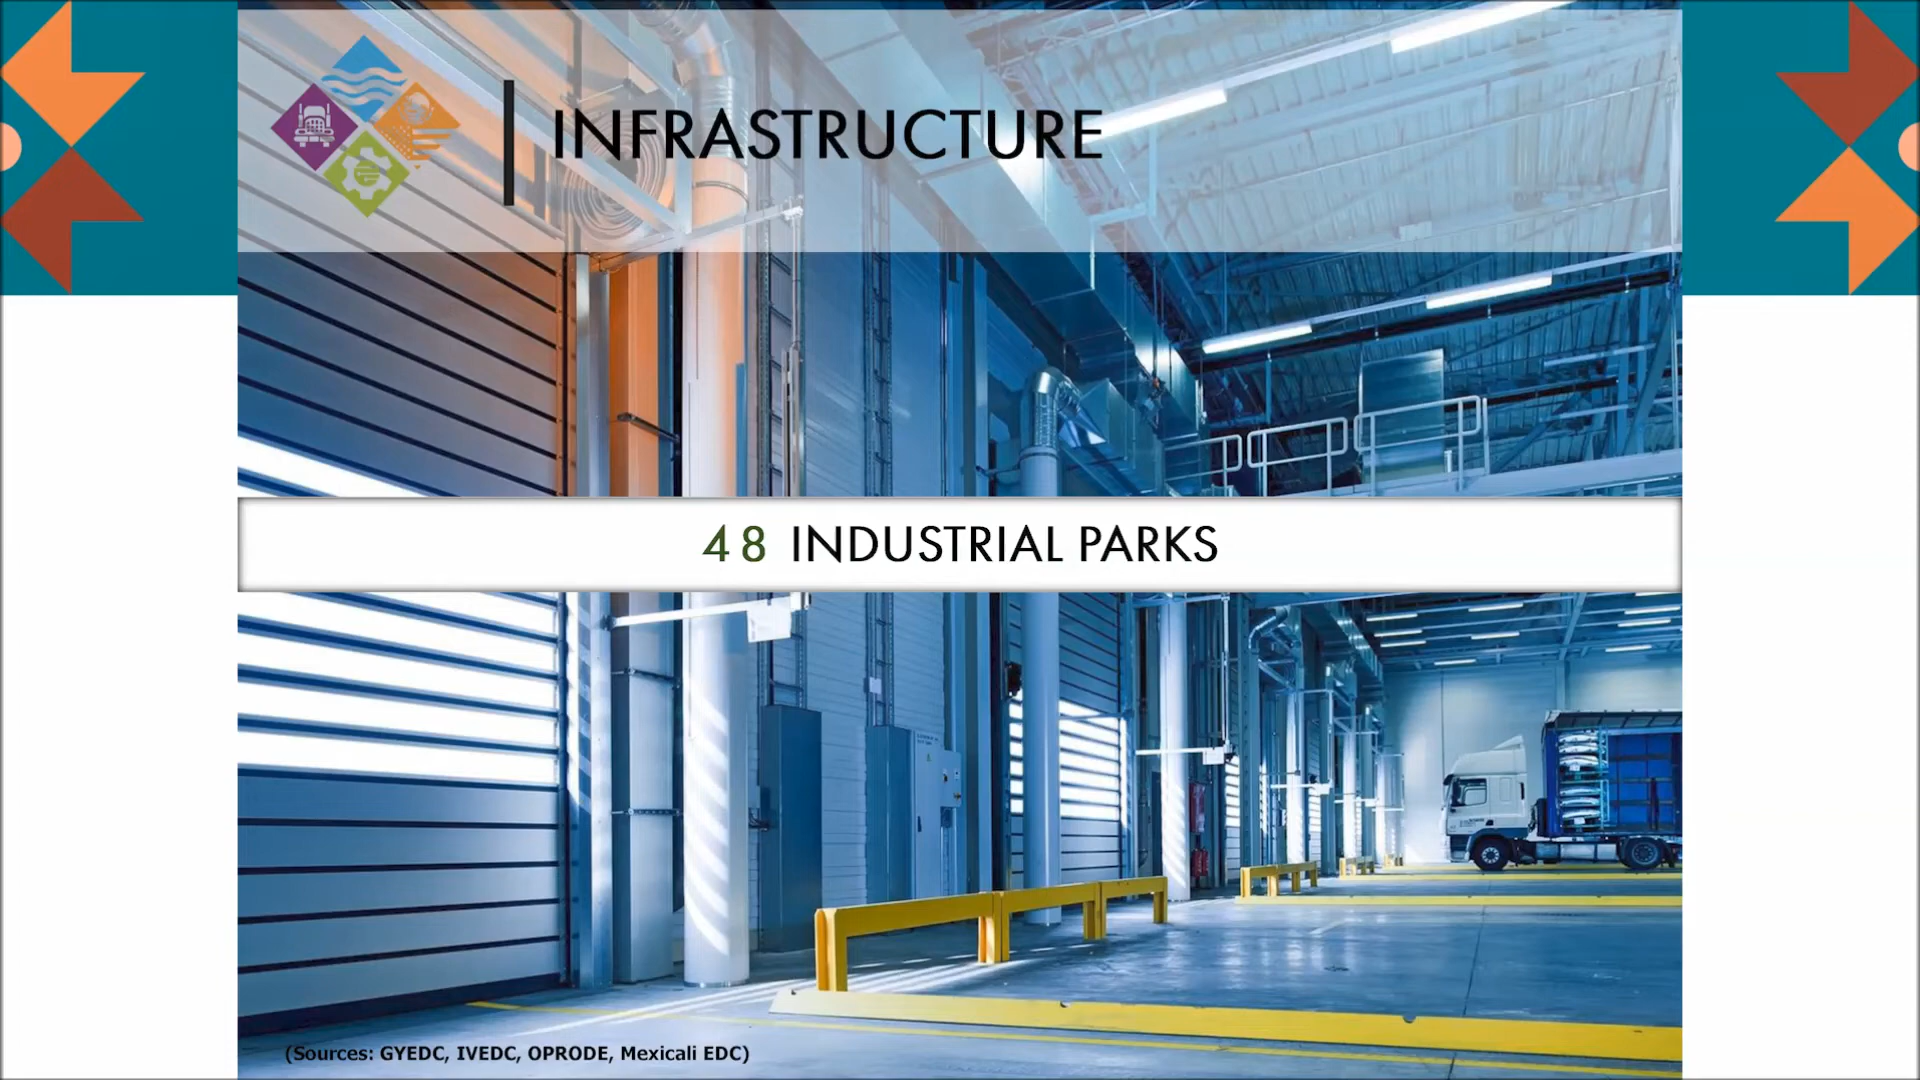 INFRASTRUCTURE
48 INDUSTRIAL PARKS
(Sources: GYEDC, IVEDC, OPRODE, Mexicali EDC)